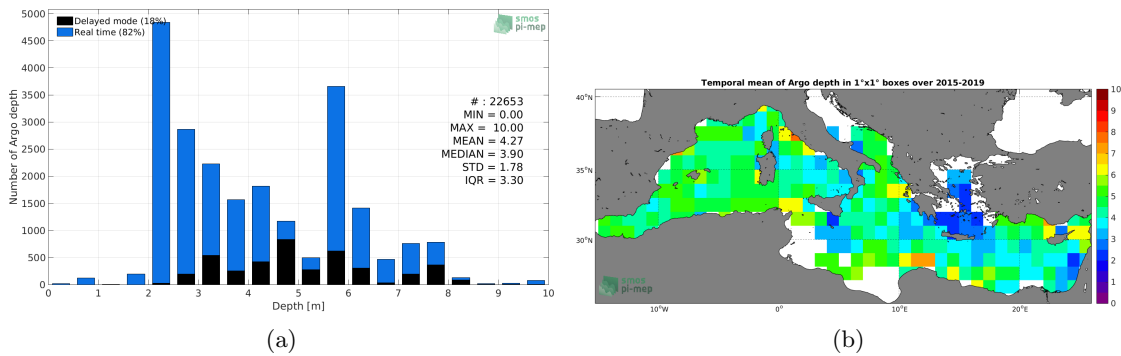 Delayed mode (18%)
Real time (82%)
smos
pi-mep
# : 22653
MIN = 0.00
MAX = 10.00
MEAN = 4.27
MEDIAN = 3.90
STD = 1.78
IQR = 3.30
Number of Argo depth
5000
4500
4000
3500
3000
2500
2000
1500
1000
500
0
0 1 2 3 4 5 6 7 8 9 10
Depth [m]
(a)
Temporal mean of Argo depth in 1°x1° boxes over 2015-2019
40°N
35°N
30°N
10°W 0° 10°E 20°E
10
9
8
7
6
5
4
3
2
1
0
smos
pi-mep
(b)